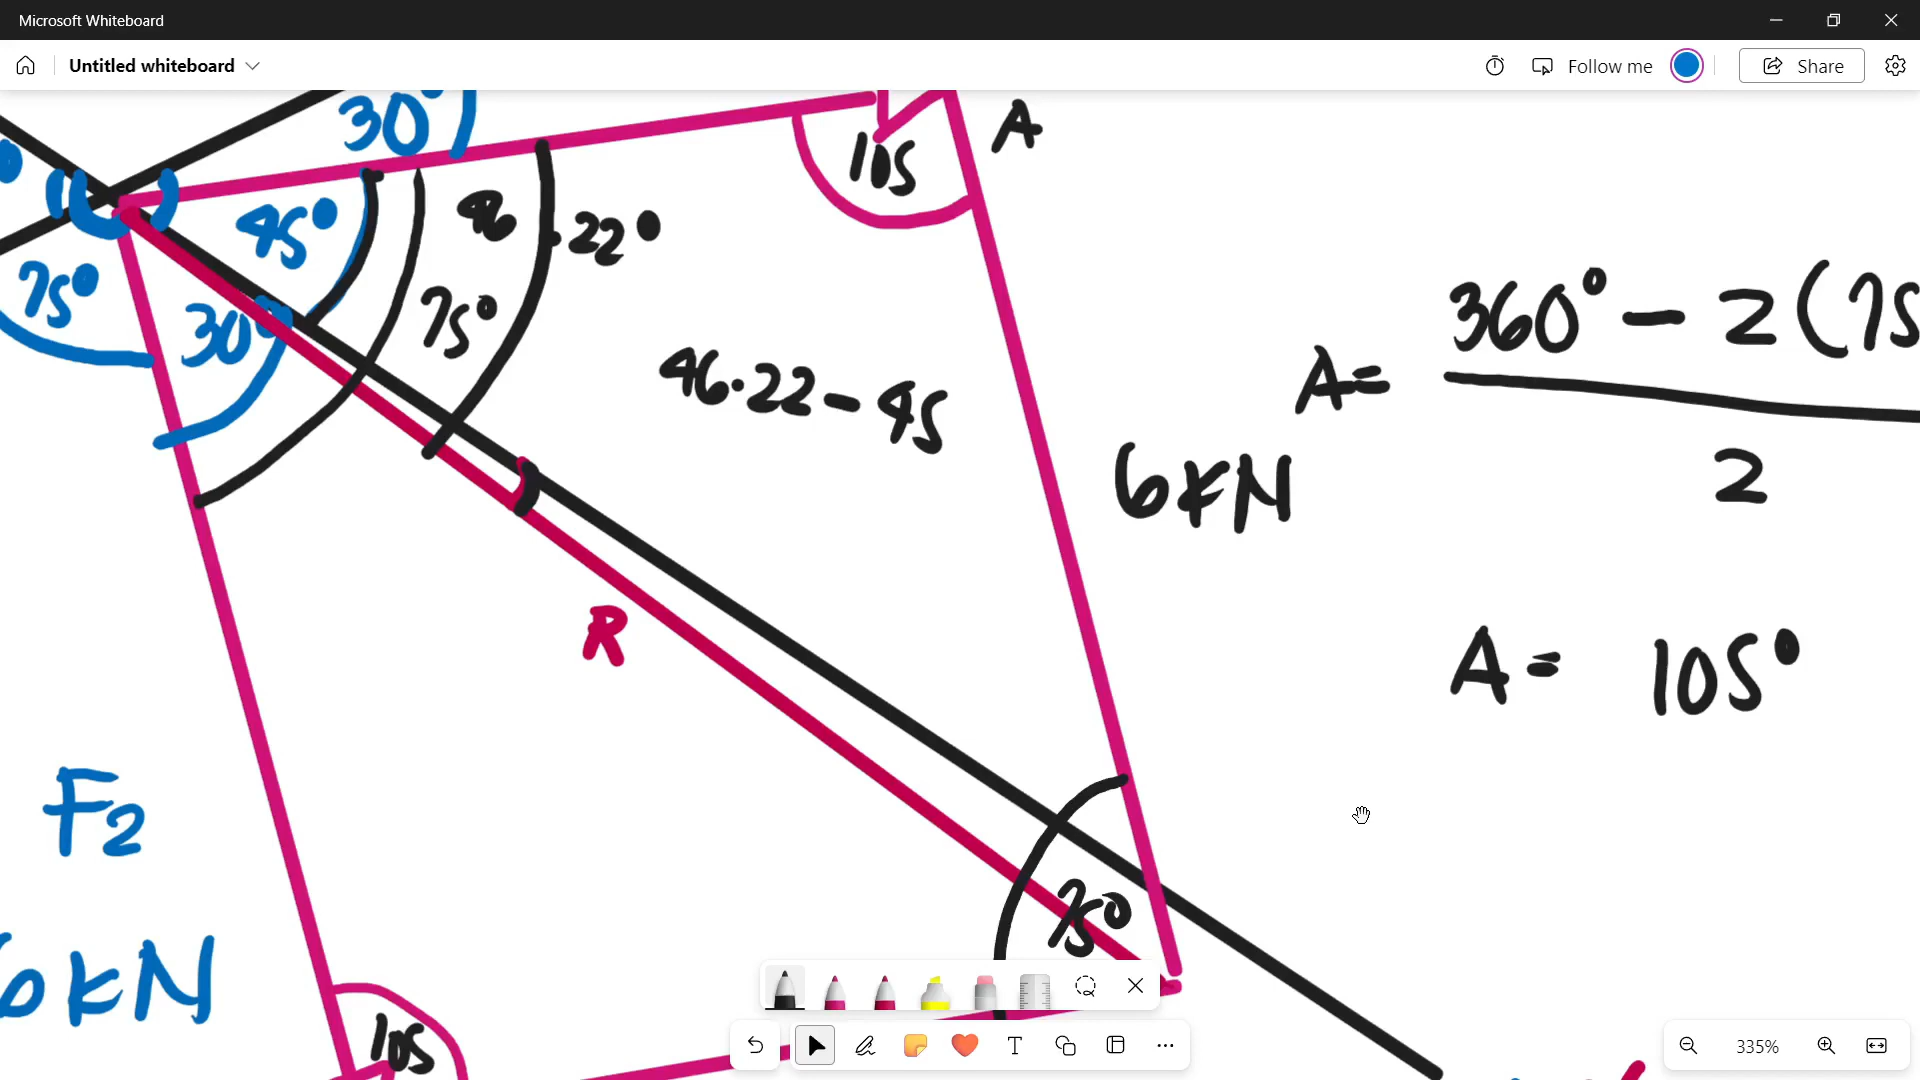 Microsoft Whiteboard
Untitled whiteboard
Follow me
Share
30°
A
105
45°
46.22°
75°
30°
75°
46.22-45
A= 360°-2(75
2
6kN
R
A= 105°
F2
6kN
75°
105
T
335%